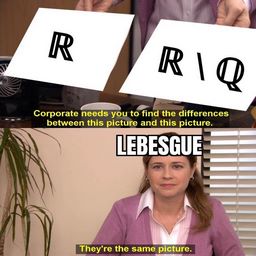 ℝ
ℝ \ ℚ
Corporate needs you to find the differences
between this picture and this picture.
LEBESGUE
They're the same picture.